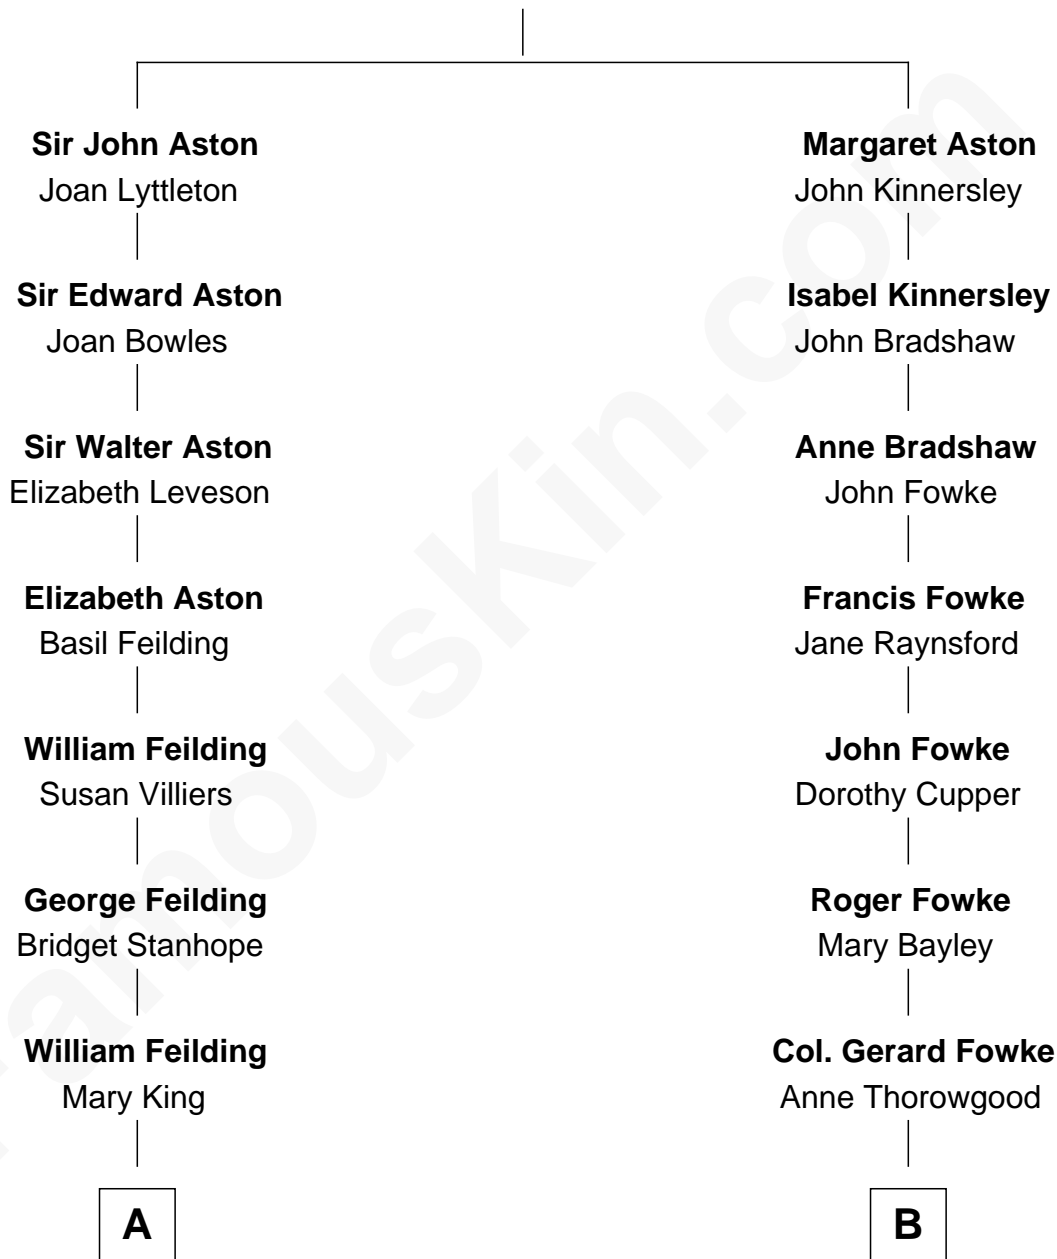 Sir John Aston
Joan Lyttleton
Sir Edward Aston
Joan Bowles
Sir Walter Aston
Elizabeth Leveson
Elizabeth Aston
Basil Feilding
William Feilding
Susan Villiers
George Feilding
Bridget Stanhope
William Feilding
Mary King
A
Margaret Aston
John Kinnersley
Isabel Kinnersley
John Bradshaw
Anne Bradshaw
John Fowke
Francis Fowke
Jane Raynsford
John Fowke
Dorothy Cupper
Roger Fowke
Mary Bayley
Col. Gerard Fowke
Anne Thorowgood
B
FamousKin.com